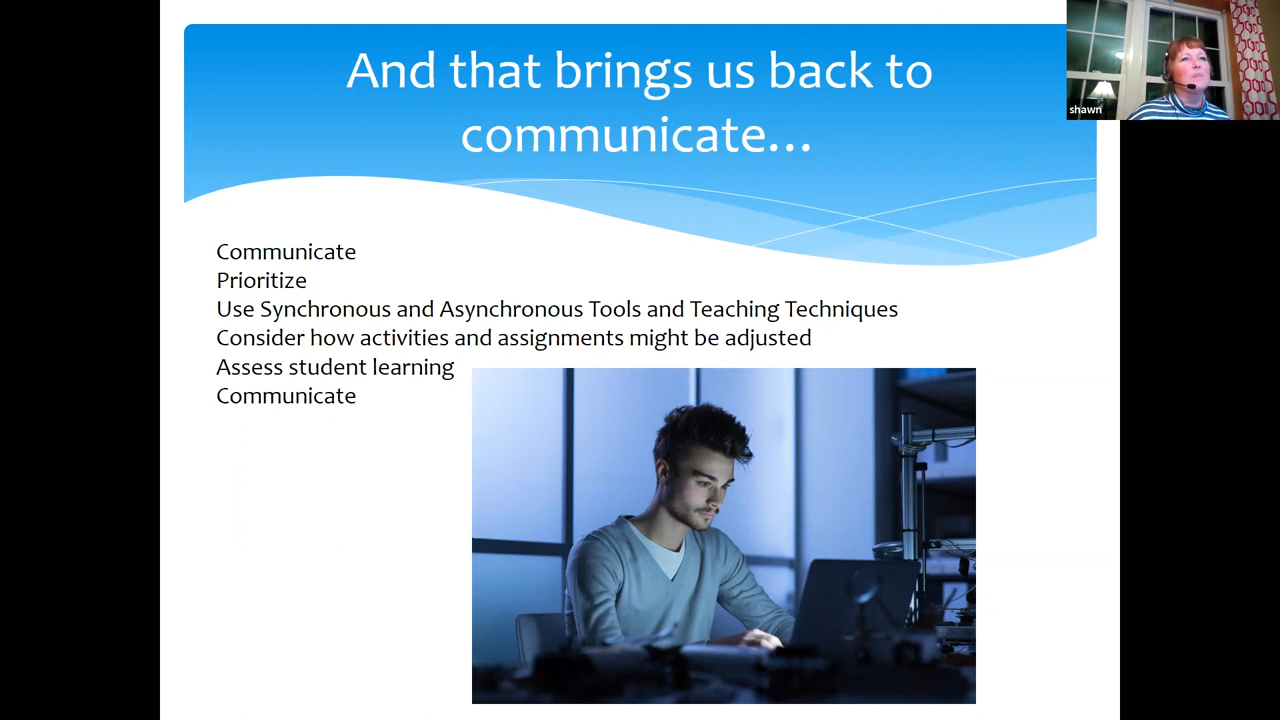 And that brings us back to
communicate...
shawn
Communicate
Prioritize
Use Synchronous and Asynchronous Tools and Teaching Techniques
Consider how activities and assignments might be adjusted
Assess student learning
Communicate